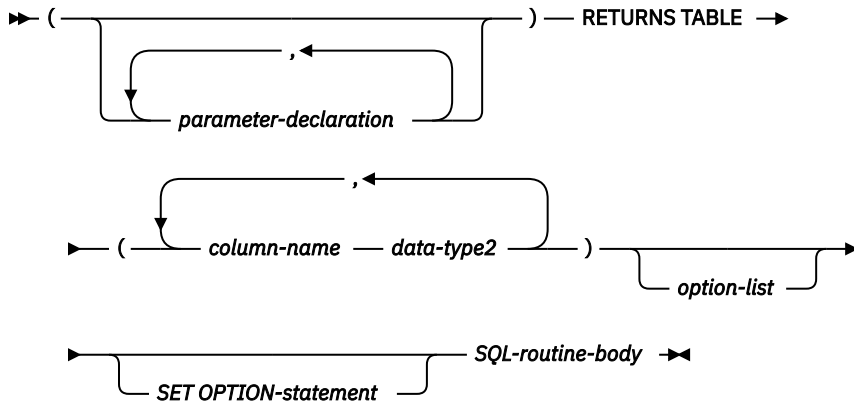 ( ) RETURNS TABLE
,
parameter-declaration
,
( column-name data-type2 )
option-list
SQL-routine-body
SET OPTION-statement